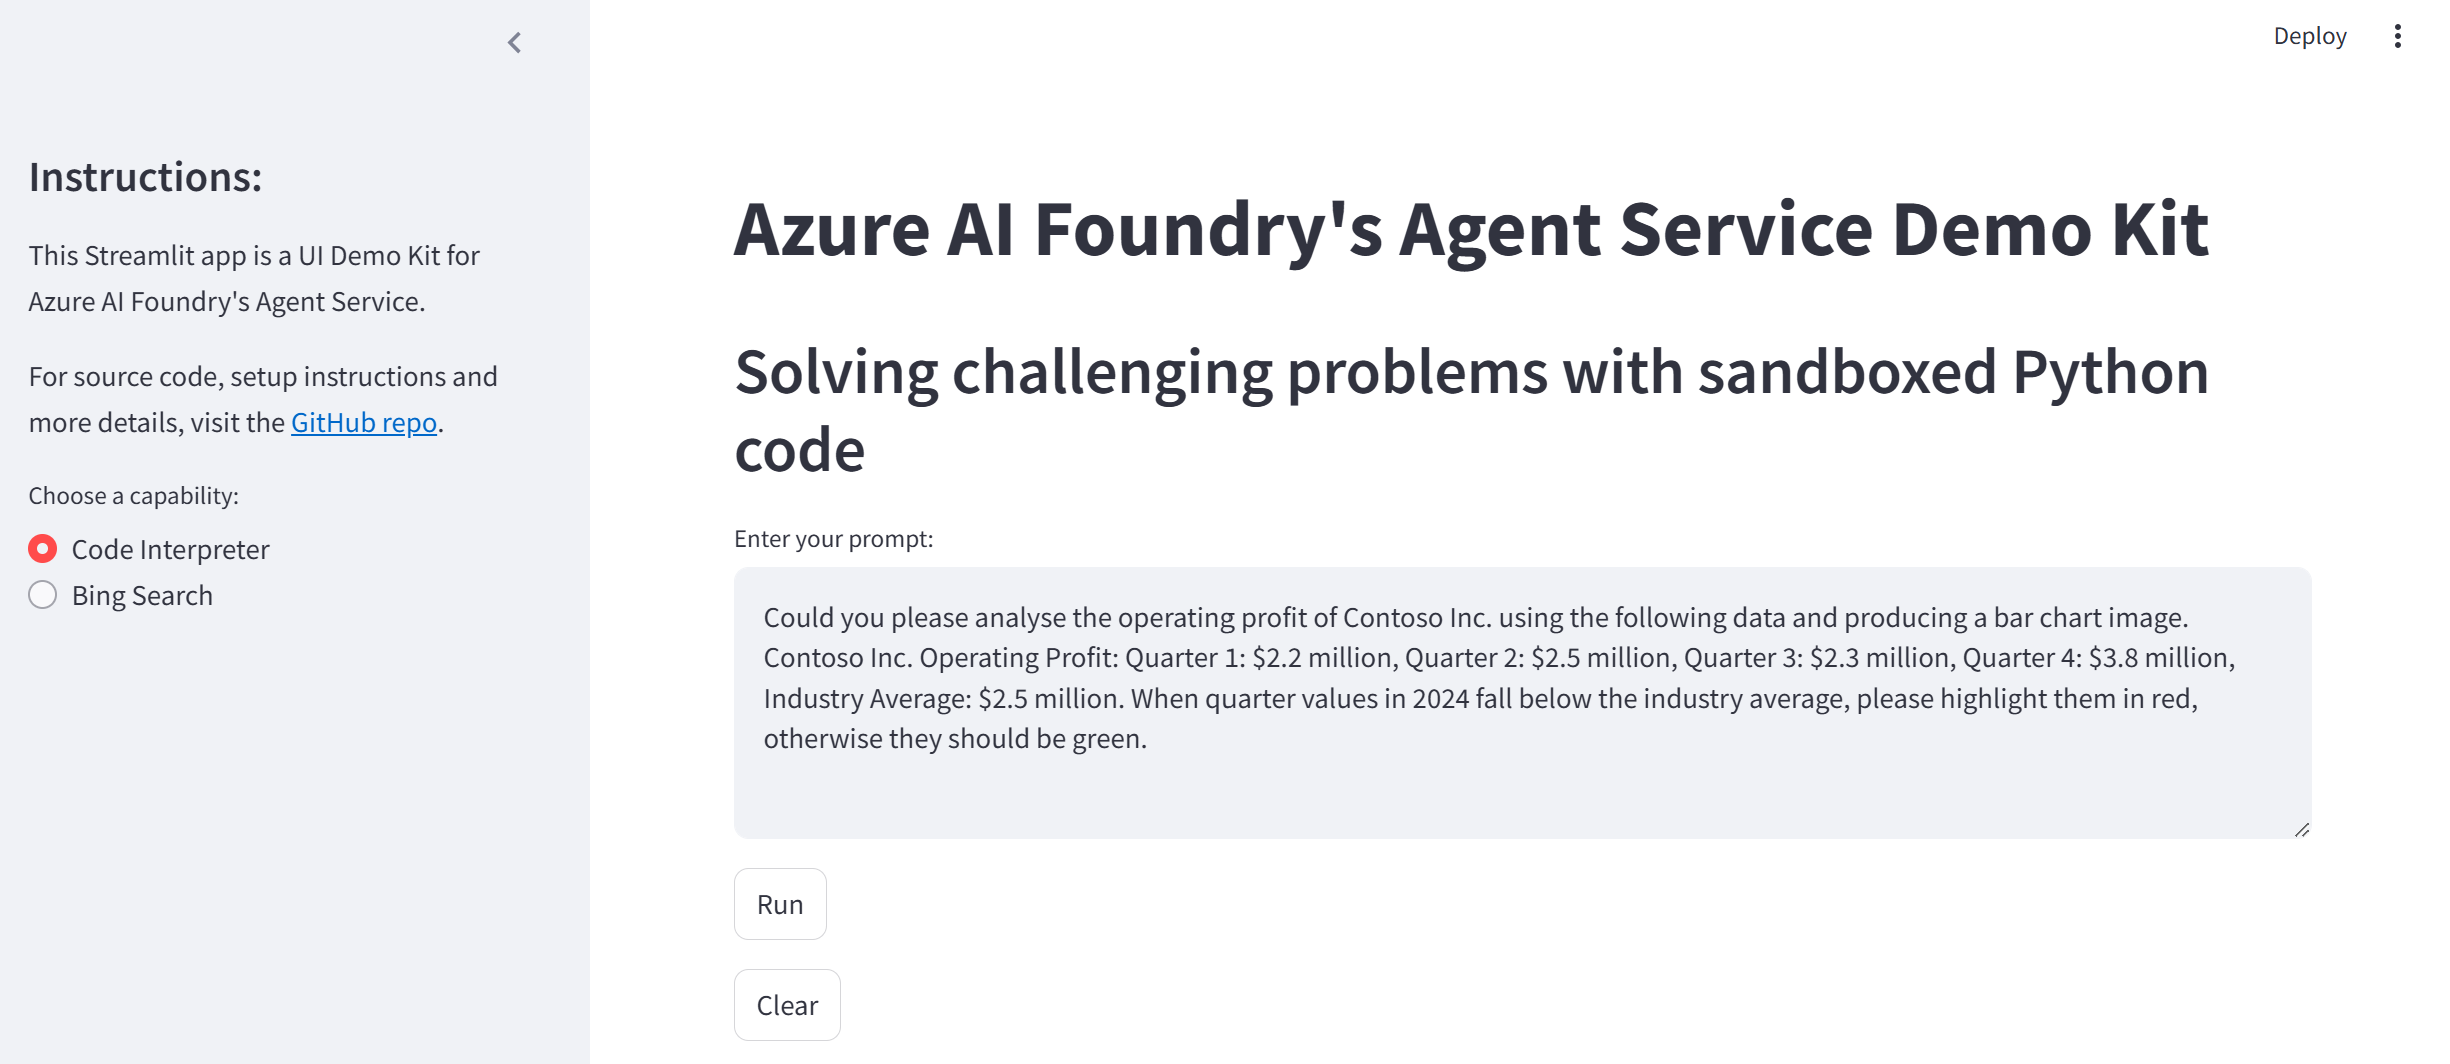 Deploy
Instructions:
This Streamlit app is a UI Demo Kit for
Azure AI Foundry's Agent Service.
For source code, setup instructions and
more details, visit the GitHub repo.
Choose a capability:
Code Interpreter
Bing Search
Azure AI Foundry's Agent Service Demo Kit
Solving challenging problems with sandboxed Python
code
Enter your prompt:
Could you please analyse the operating profit of Contoso Inc. using the following data and producing a bar chart image.
Contoso Inc. Operating Profit: Quarter 1: $2.2 million, Quarter 2: $2.5 million, Quarter 3: $2.3 million, Quarter 4: $3.8 million,
Industry Average: $2.5 million. When quarter values in 2024 fall below the industry average, please highlight them in red,
otherwise they should be green.
Run
Clear